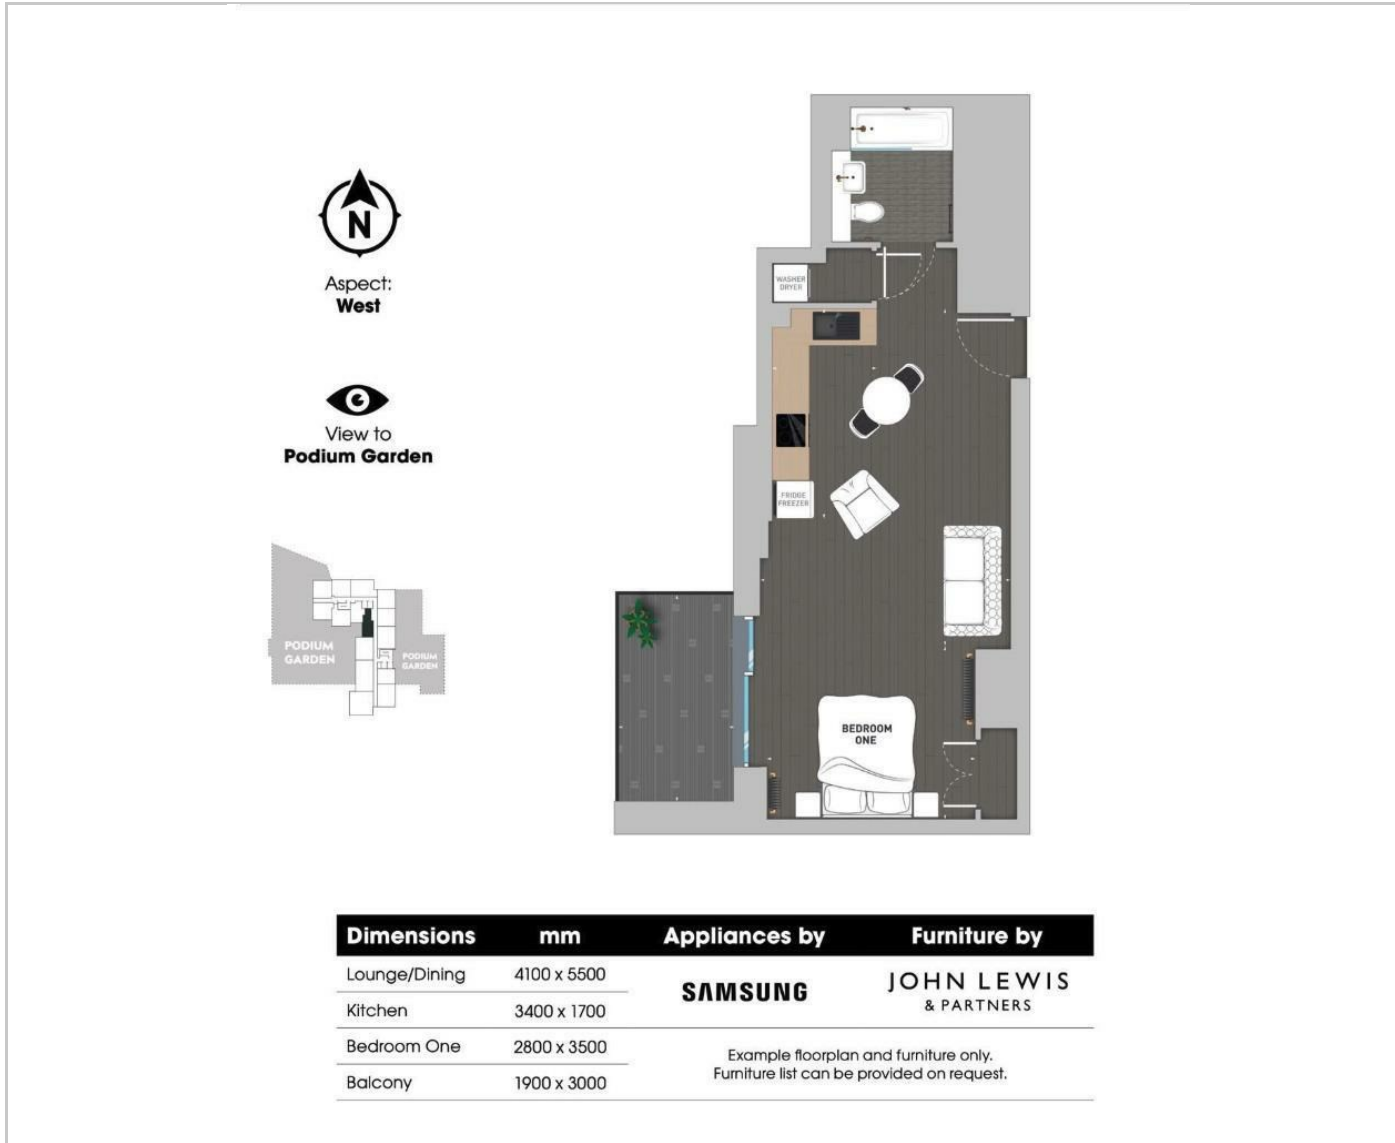 N
Aspect:
West
View to
Podium Garden
PODIUM
GARDEN
PODIUM
GARDEN
WASHER
DRYER
FRIDGE
FREEZER
BEDROOM
ONE
Dimensions mm Appliances by Furniture by
Lounge/Dining 4100 x 5500
SAMSUNG
JOHN LEWIS
& PARTNERS
Kitchen 3400 x 1700
Bedroom One 2800 x 3500
Balcony 1900 x 3000
Example floorplan and furniture only.
Furniture list can be provided on request.